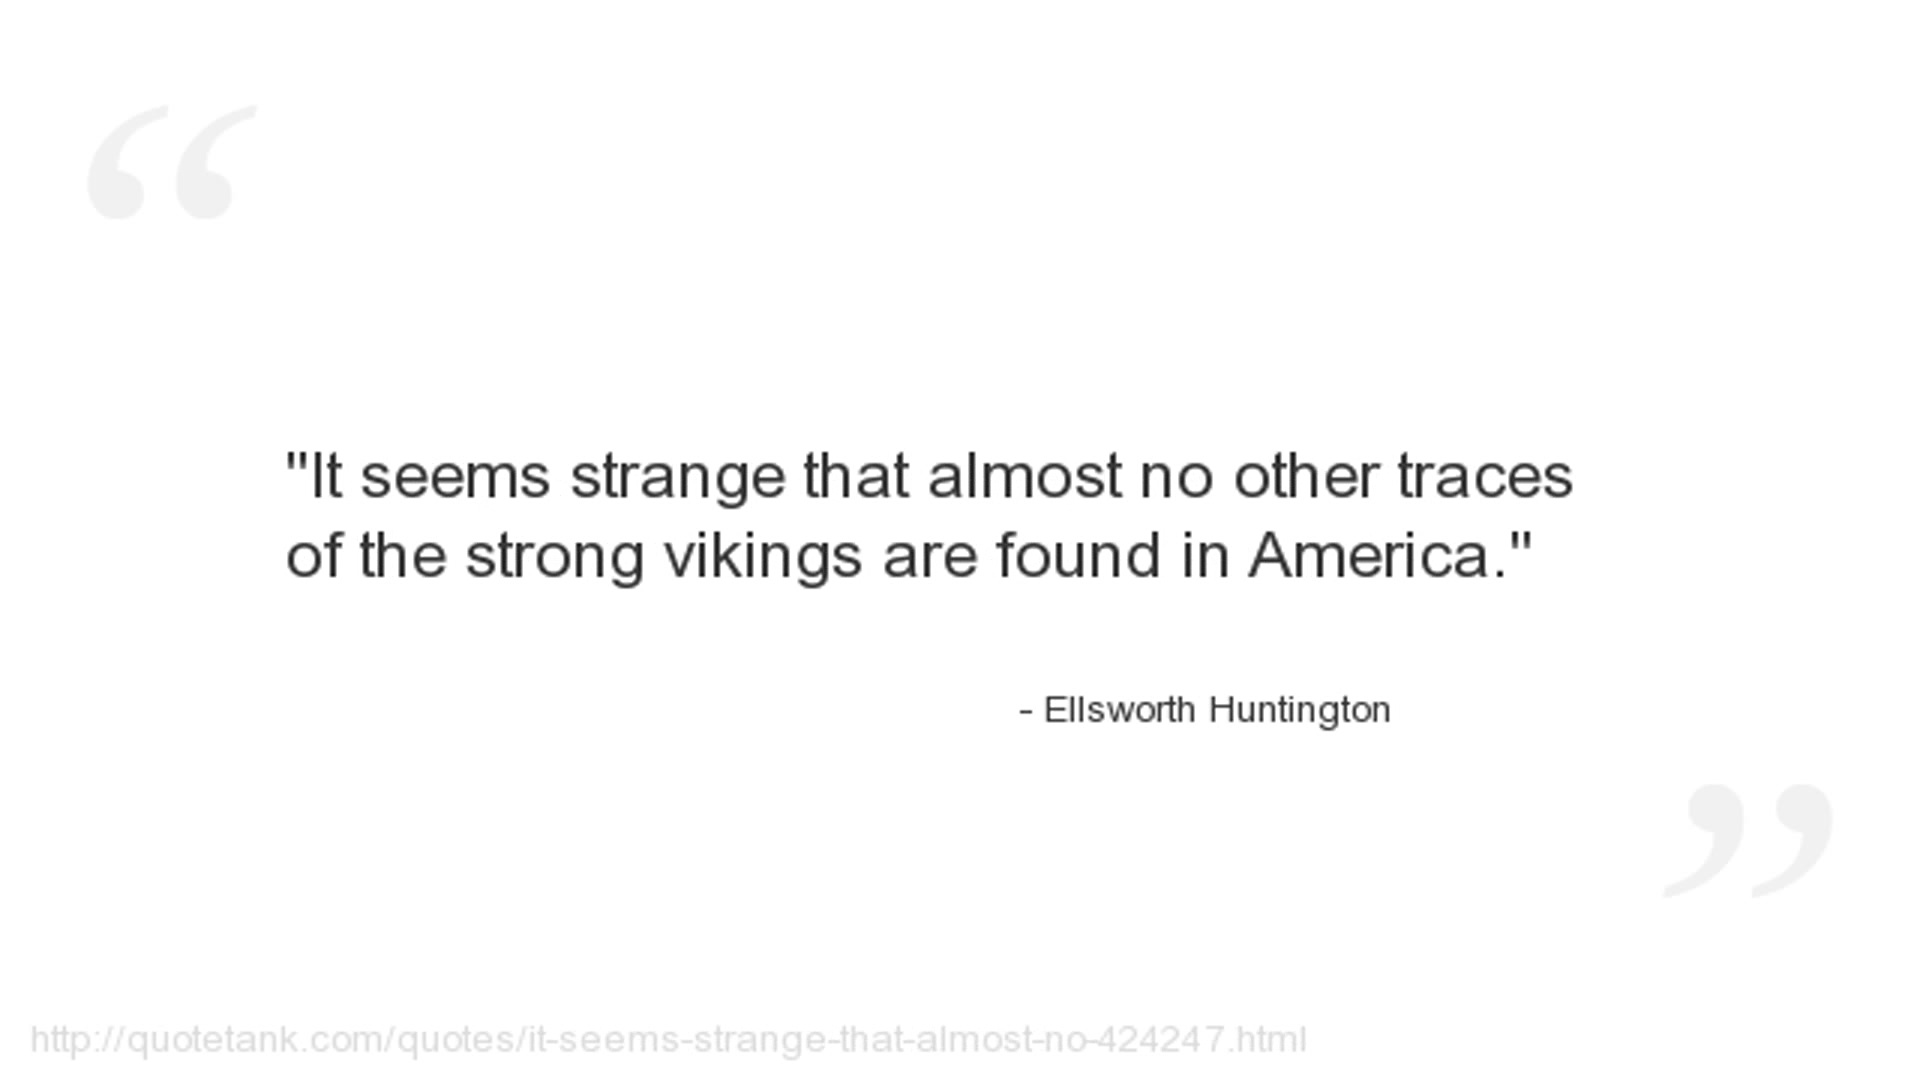 "It seems strange that almost no other traces
of the strong vikings are found in America."
- Ellsworth Huntington
http://quotetank.com/quotes/it-seems-strange-that-almost-no-424247.html